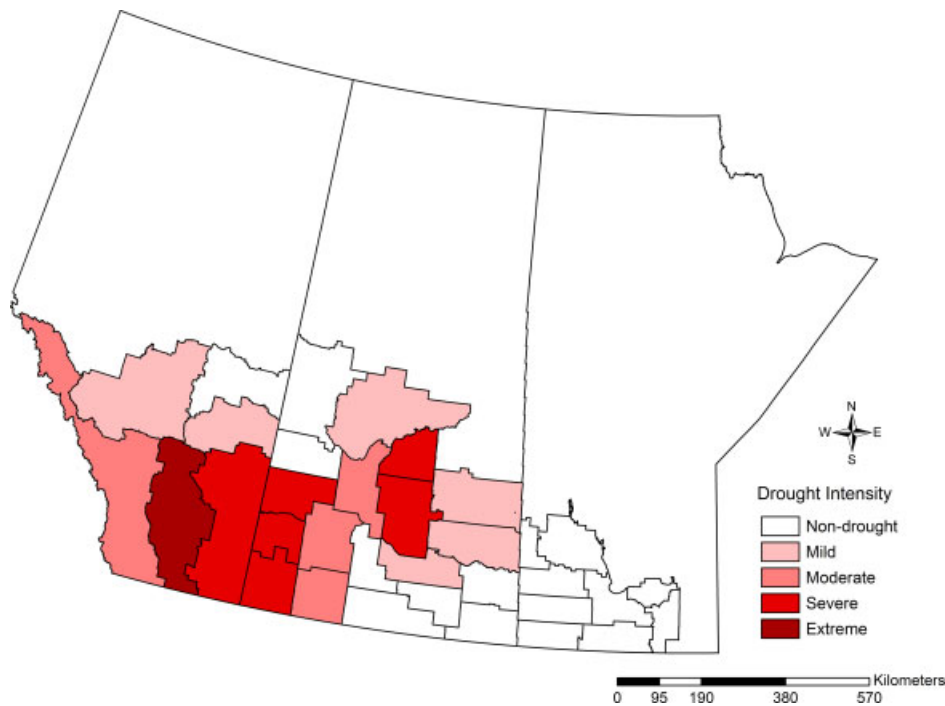 N
W E
S
Drought Intensity
Non-drought
Mild
Moderate
Severe
Extreme
Kilometers
0 95 190 380 570